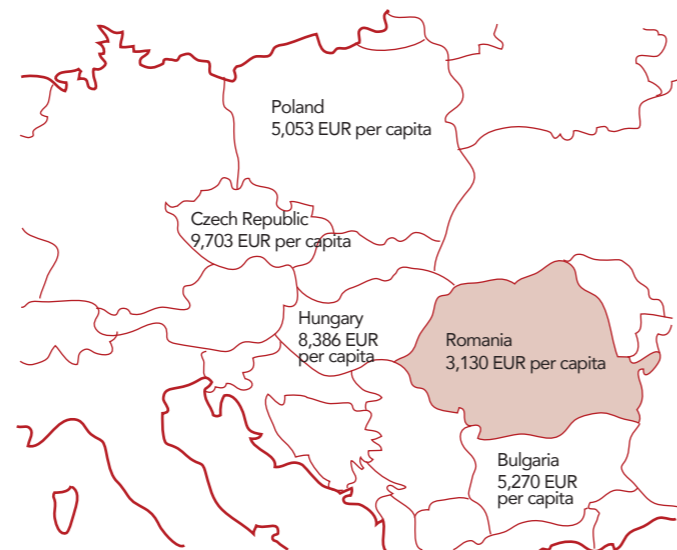 Poland
5,053 EUR per capita
Czech Republic
9,703 EUR per capita
Hungary
8,386 EUR
per capita
Romania
3,130 EUR per capita
Bulgaria
5,270 EUR
per capita